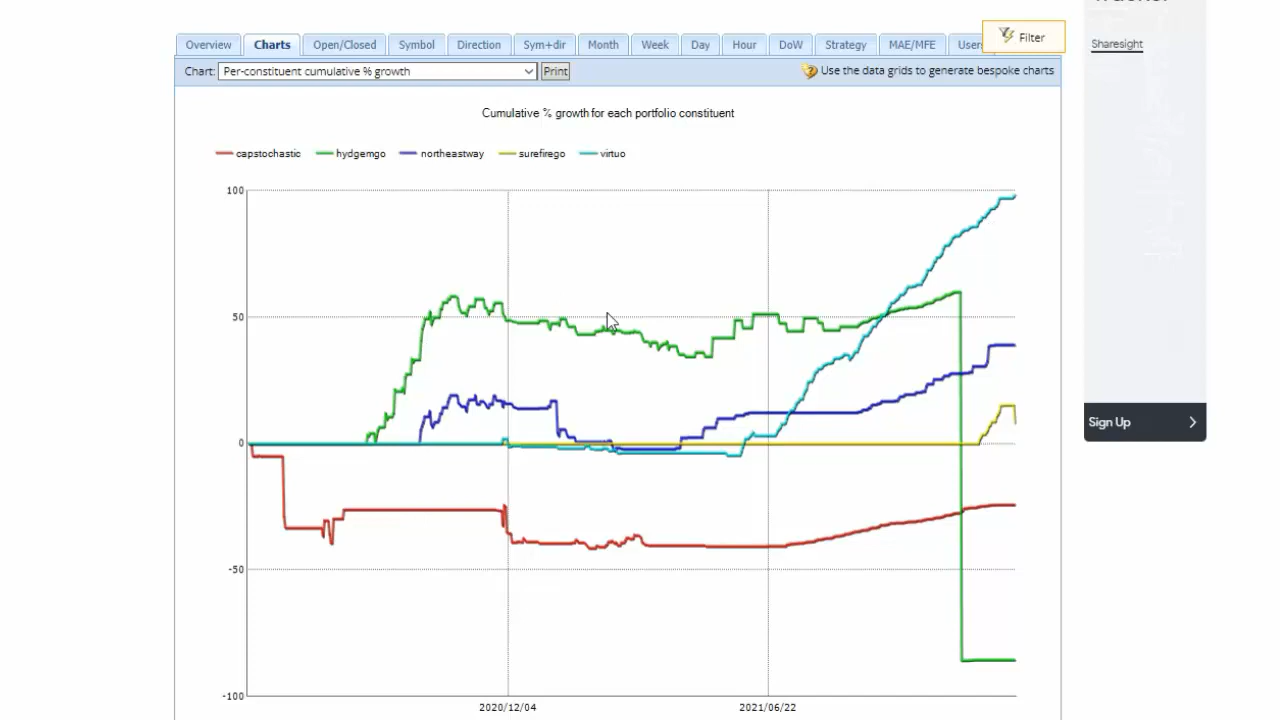 Sharesight
Overview Charts Open/Closed Symbol Direction Sym+dir Month Week Day Hour DoW Strategy MAE/MFE Filter
Chart: Per-constituent cumulative % growth Print Use the data grids to generate bespoke charts
Cumulative % growth for each portfolio constituent
capstochastic hydgemgo northeastway surefirego virtuo
100
50
0
-50
-100
2020/12/04 2021/06/22
Sign Up